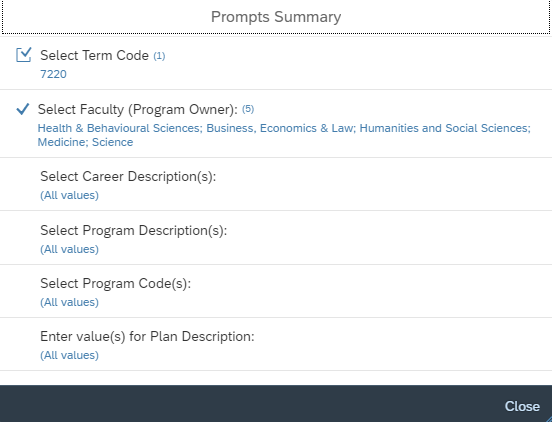 Prompts Summary
Select Term Code (1)
7220
Select Faculty (Program Owner): (5)
Health & Behavioural Sciences; Business, Economics & Law; Humanities and Social Sciences;
Medicine; Science
Select Career Description(s):
(All values)
Select Program Description(s):
(All values)
Select Program Code(s):
(All values)
Enter value(s) for Plan Description:
(All values)
Close